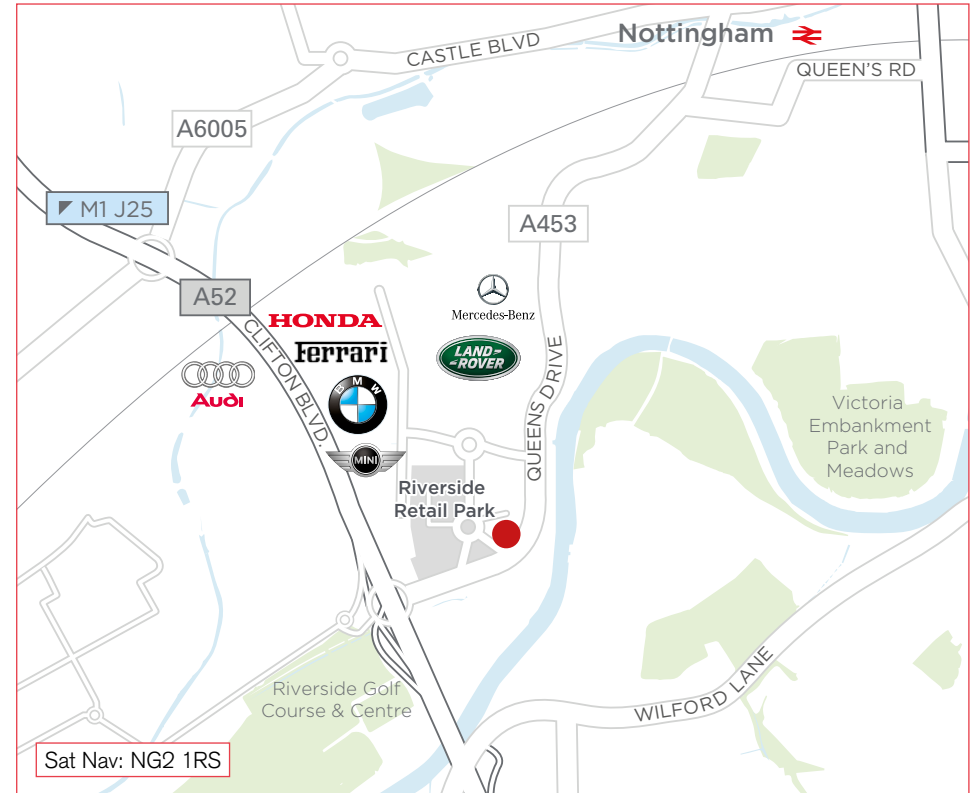 Nottingham
CASTLE BLVD
QUEEN'S RD
A6005
M1 J25
A453
A52
Mercedes-Benz
HONDA
CLIFTON BLVD.
Ferrari
LAND-
-ROVER
QUEENS DRIVE
Audi
BMW
MINI
Victoria
Embankment
Park and
Meadows
Riverside
Retail Park
Riverside Golf
Course & Centre
WILFORD LANE
Sat Nav: NG2 1RS